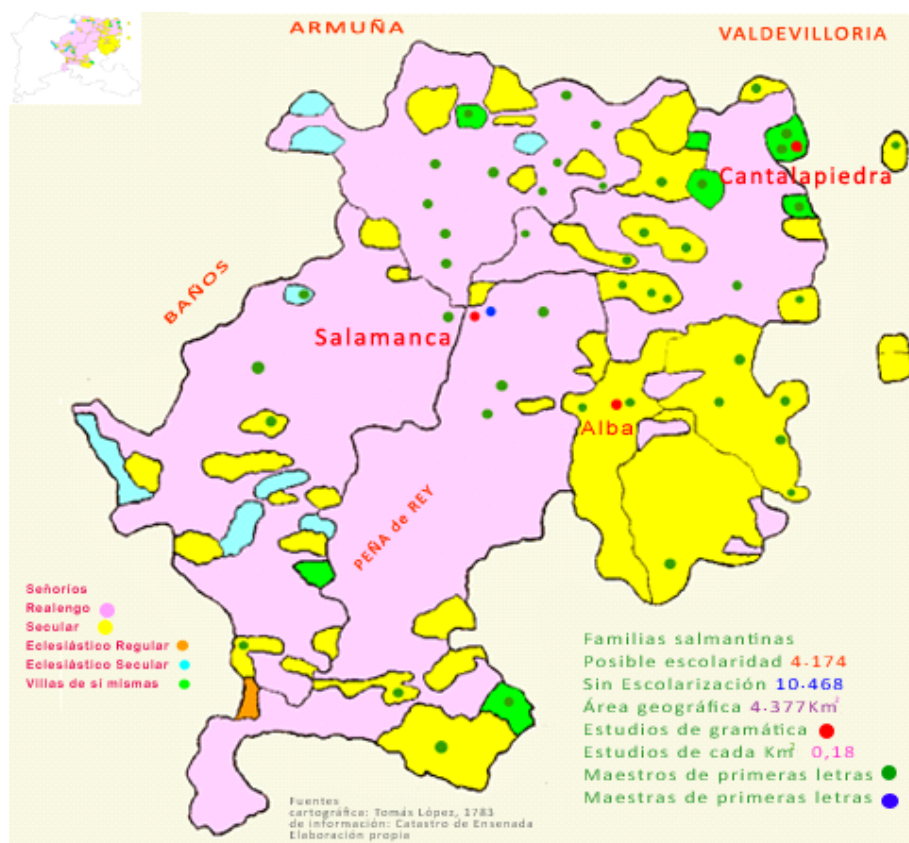 ARMUÑA
VALDEVILLORIA
Cantalapiedra
BAÑOS
Salamanca
Alba
PEÑA de REY
Señoríos
Realengo
Secular
Eclesiástico Regular
Eclesiástico Secular
Villas de si mismas
Familias salmantinas
Posible escolaridad 4.174
Sin Escolarización 10.468
Área geográfica 4.377Km²
Estudios de gramática
Estudios de cada Km² 0,18
Maestros de primeras letras
Maestras de primeras letras
Fuentes
cartográfica: Tomás López, 1783
de información: Catastro de Ensenada
Elaboración propia